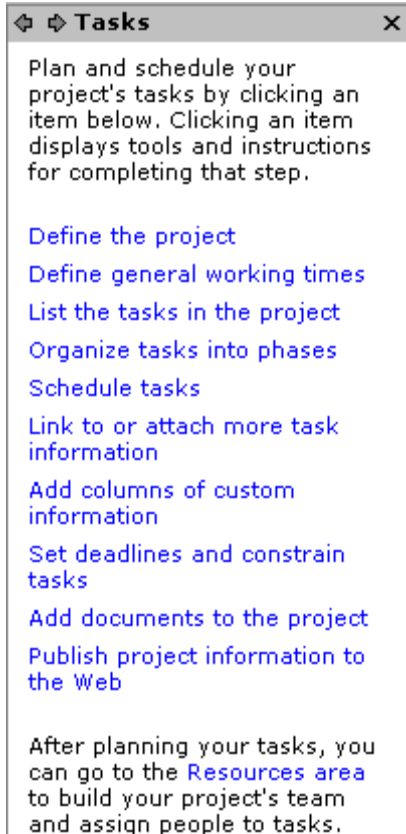 Tasks
Plan and schedule your
project's tasks by clicking an
item below. Clicking an item
displays tools and instructions
for completing that step.
Define the project
Define general working times
List the tasks in the project
Organize tasks into phases
Schedule tasks
Link to or attach more task
information
Add columns of custom
information
Set deadlines and constrain
tasks
Add documents to the project
Publish project information to
the Web
After planning your tasks, you
can go to the Resources area
to build your project's team
and assign people to tasks.